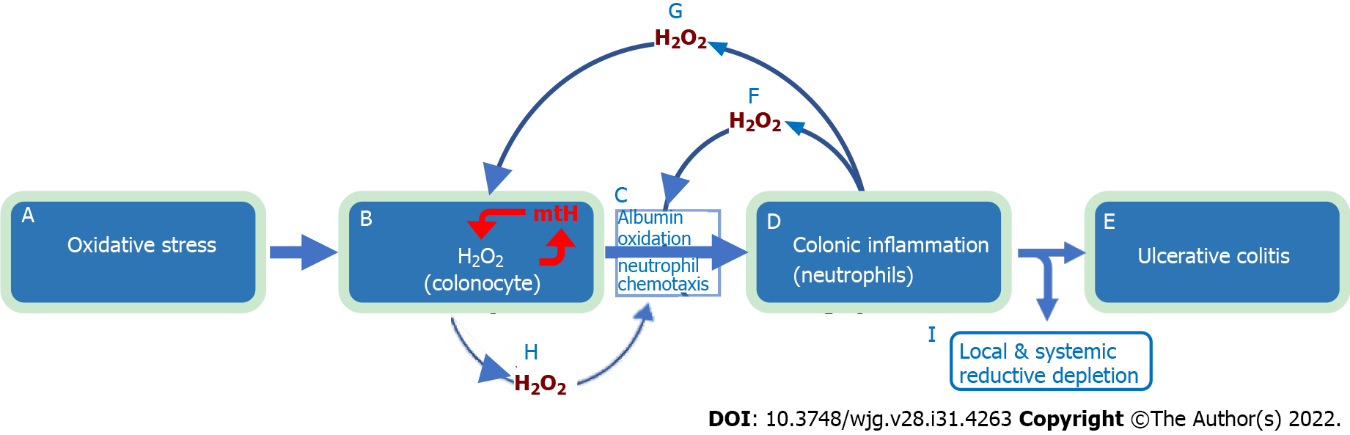 G
H₂O₂
F
H₂O₂
A
Oxidative stress
B
mtH
H₂O₂
(colonocyte)
C
Albumin
oxidation
neutrophil
chemotaxis
D
Colonic inflammation
(neutrophils)
E
Ulcerative colitis
H
H₂O₂
I
Local & systemic
reductive depletion
DOI: 10.3748/wjg.v28.i31.4263 Copyright ©The Author(s) 2022.